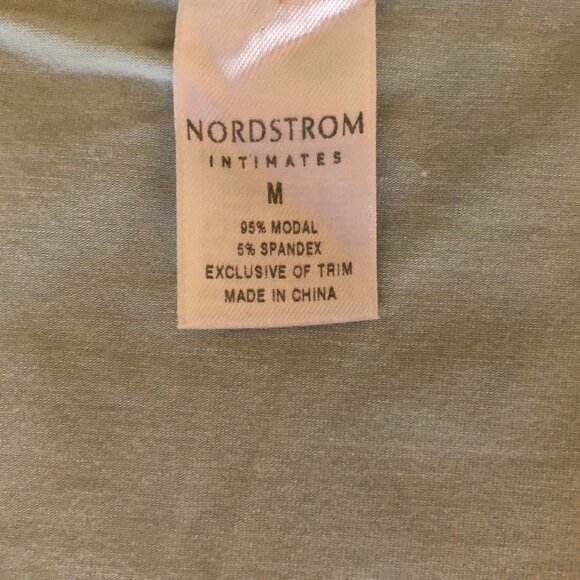 NORDSTROM
INTIMATES
M
95% MODAL
5% SPANDEX
EXCLUSIVE OF TRIM
MADE IN CHINA